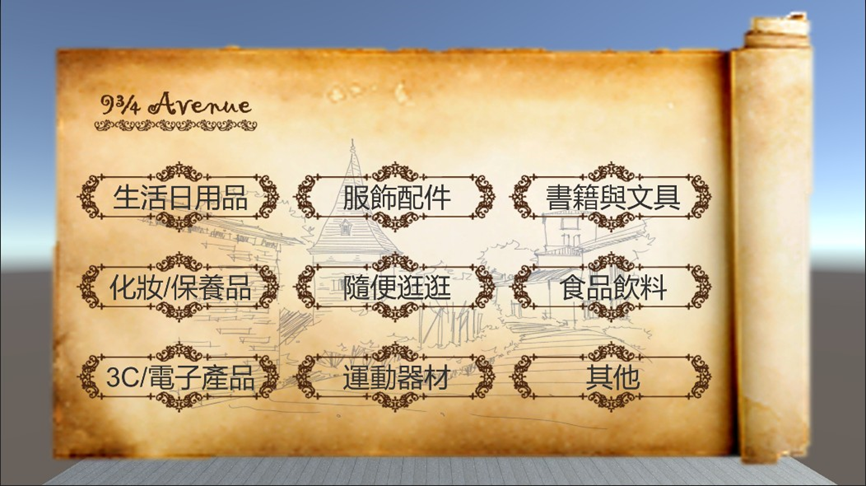 9¾ Avenue
生活日用品
服飾配件
書籍與文具
化妝/保養品
隨便逛逛
食品飲料
3C/電子產品
運動器材
其他